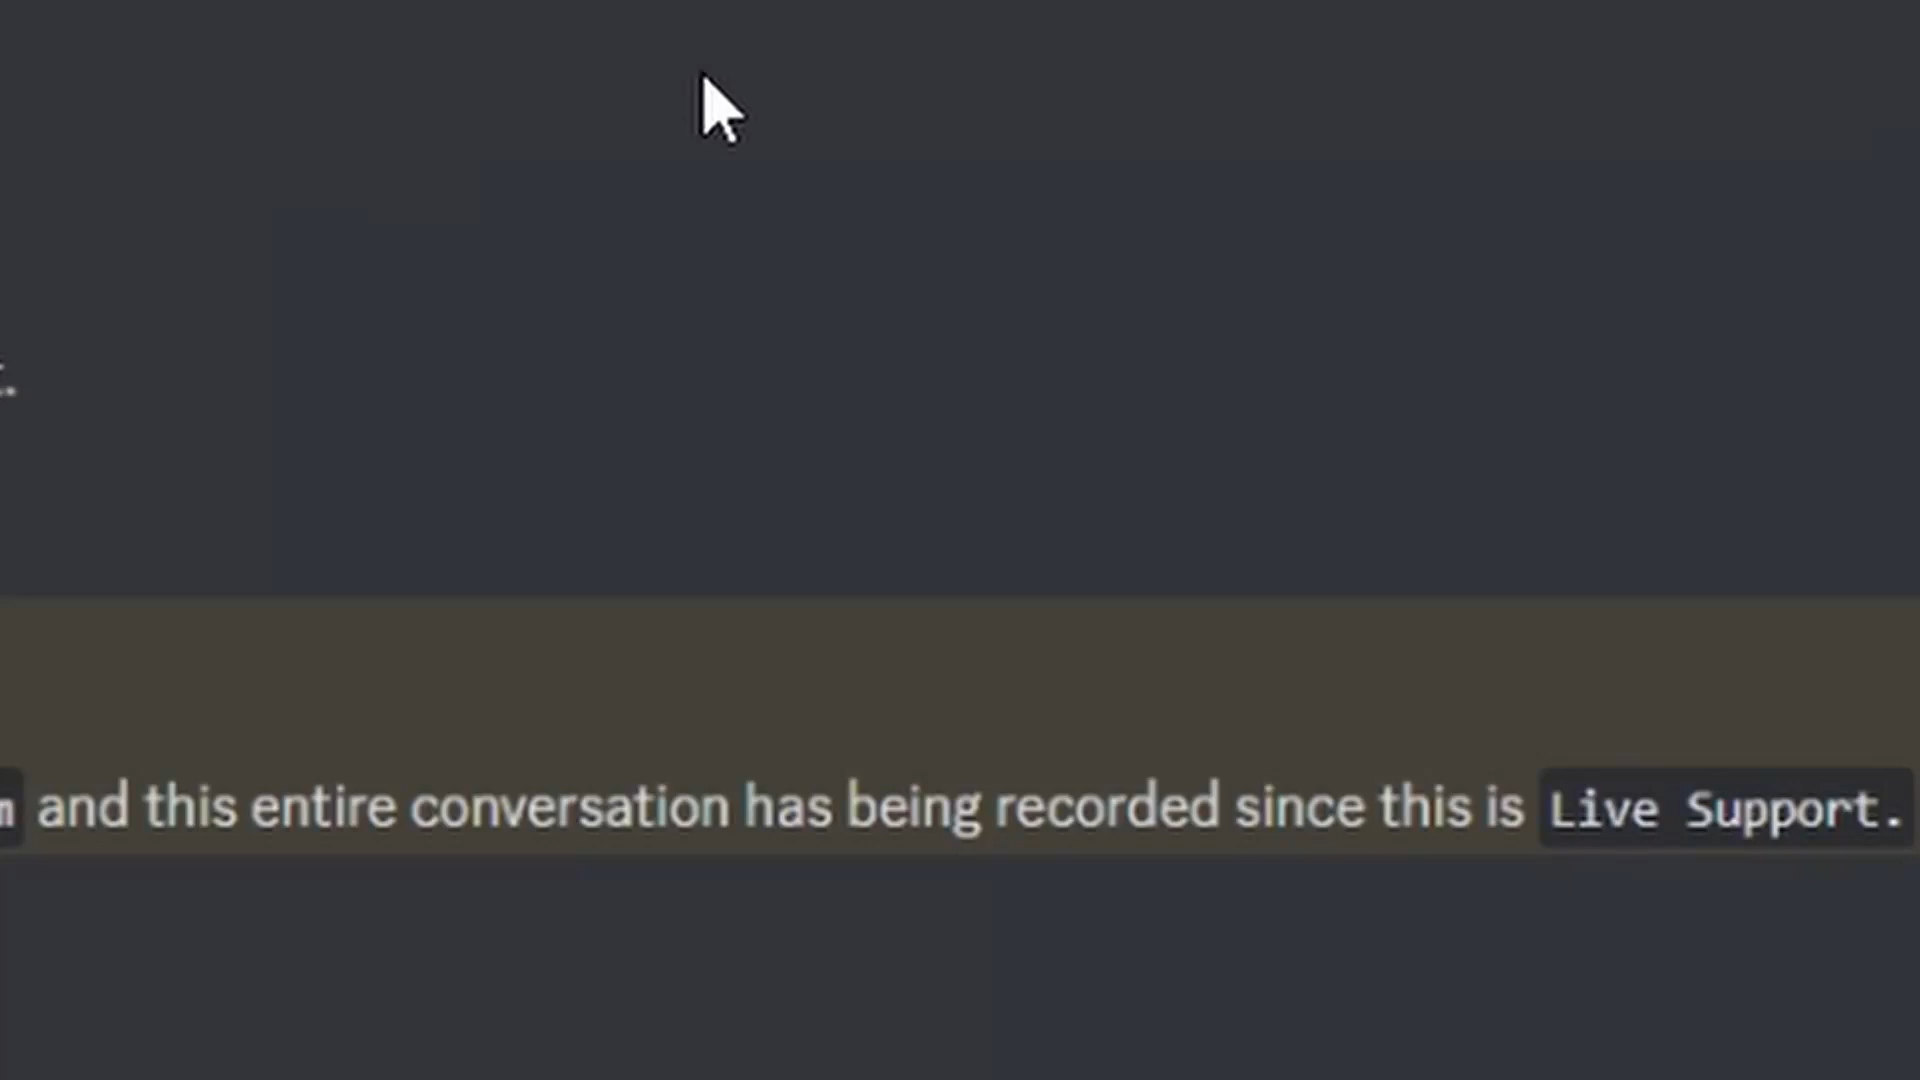 and this entire conversation has being recorded since this is Live Support.